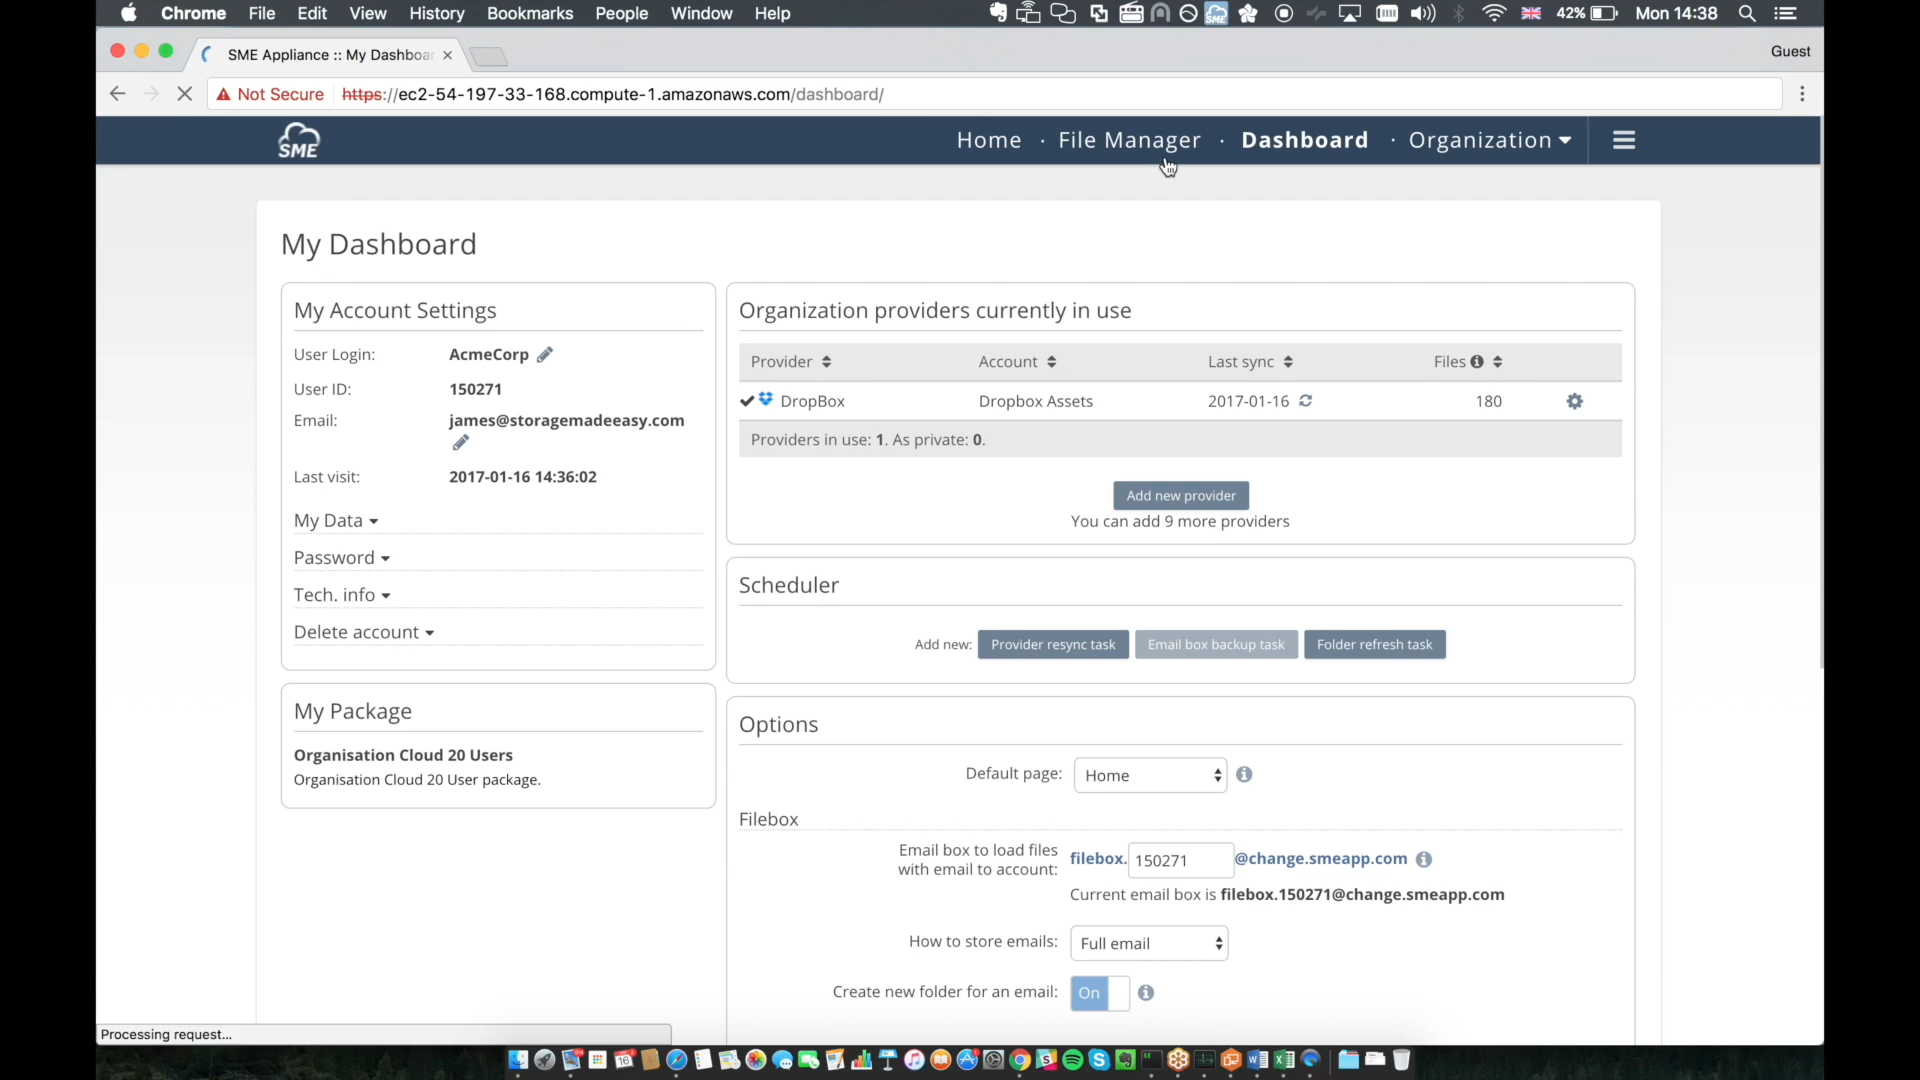 Chrome File Edit View History Bookmarks People Window Help
42% Mon 14:38
SME Appliance :: My Dashboar
Guest
Not Secure https://ec2-54-197-33-168.compute-1.amazonaws.com/dashboard/
SME
Home · File Manager · Dashboard · Organization
My Dashboard
My Account Settings
User Login: AcmeCorp
User ID: 150271
Email: james@storagemadeeasy.com
Last visit: 2017-01-16 14:36:02
My Data
Password
Tech. info
Delete account
My Package
Organisation Cloud 20 Users
Organisation Cloud 20 User package.
Organization providers currently in use
Provider Account Last sync Files
DropBox Dropbox Assets 2017-01-16 180
Providers in use: 1. As private: 0.
Add new provider
You can add 9 more providers
Scheduler
Add new: Provider resync task Email box backup task Folder refresh task
Options
Default page: Home
Filebox
Email box to load files
with email to account:
filebox. 150271 @change.smeapp.com
Current email box is filebox.150271@change.smeapp.com
How to store emails: Full email
Create new folder for an email: On
Processing request...